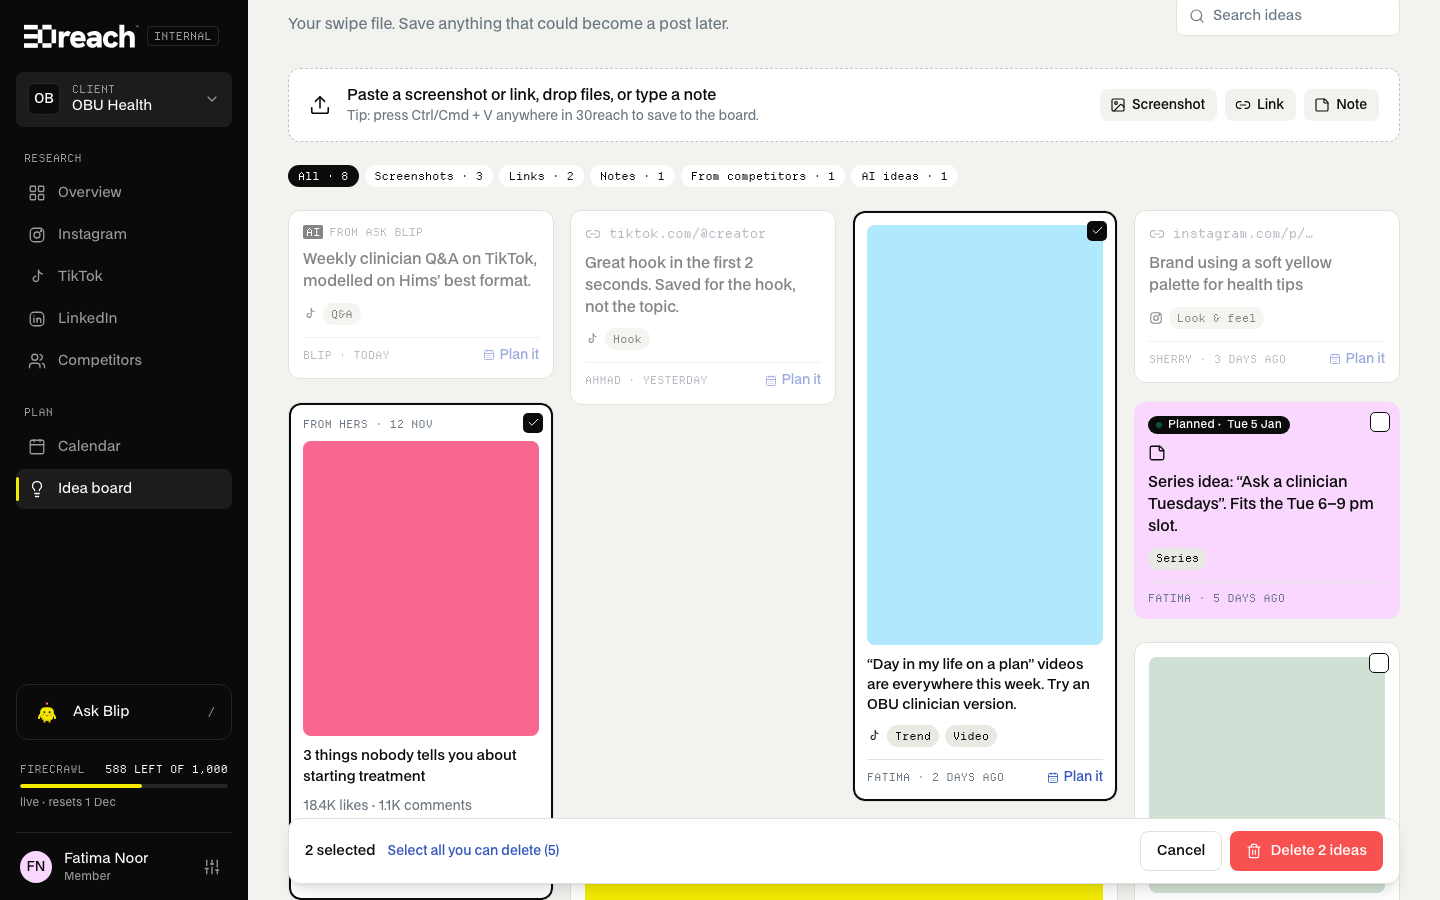 30reach
INTERNAL
OB
CLIENT
OBU Health
RESEARCH
Overview
Instagram
TikTok
LinkedIn
Competitors
PLAN
Calendar
Idea board
Ask Blip
/
FIRECRAWL
588 LEFT OF 1,000
live · resets 1 Dec
FN
Fatima Noor
Member
Your swipe file. Save anything that could become a post later.
Search ideas
Paste a screenshot or link, drop files, or type a note
Tip: press Ctrl/Cmd + V anywhere in 30reach to save to the board.
Screenshot
Link
Note
All · 8
Screenshots · 3
Links · 2
Notes · 1
From competitors · 1
AI ideas · 1
AI FROM ASK BLIP
Weekly clinician Q&A on TikTok,
modelled on Hims’ best format.
Q&A
BLIP · TODAY
Plan it
FROM HERS · 12 NOV
3 things nobody tells you about
starting treatment
18.4K likes · 1.1K comments
tiktok.com/@creator
Great hook in the first 2
seconds. Saved for the hook,
not the topic.
Hook
AHMAD · YESTERDAY
Plan it
“Day in my life on a plan” videos
are everywhere this week. Try an
OBU clinician version.
Trend
Video
FATIMA · 2 DAYS AGO
Plan it
instagram.com/p/…
Brand using a soft yellow
palette for health tips
Look & feel
SHERRY · 3 DAYS AGO
Plan it
Planned · Tue 5 Jan
Series idea: “Ask a clinician
Tuesdays”. Fits the Tue 6–9 pm
slot.
Series
FATIMA · 5 DAYS AGO
2 selected
Select all you can delete (5)
Cancel
Delete 2 ideas